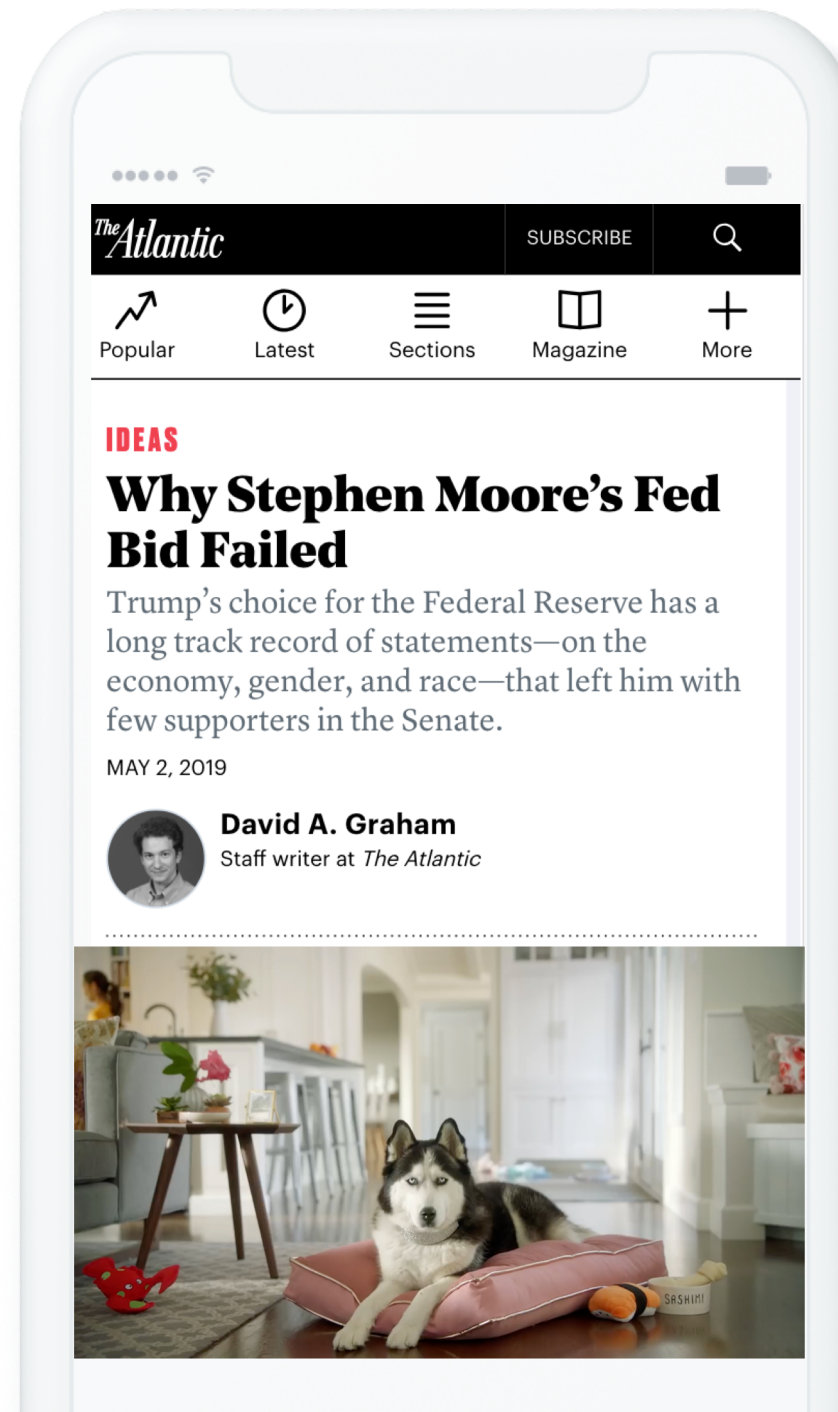 The Atlantic
SUBSCRIBE
Popular
Latest
Sections
Magazine
More
IDEAS
Why Stephen Moore’s Fed
Bid Failed
Trump’s choice for the Federal Reserve has a
long track record of statements—on the
economy, gender, and race—that left him with
few supporters in the Senate.
MAY 2, 2019
David A. Graham
Staff writer at The Atlantic
SASHIMI